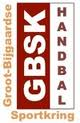 Groot-Bijgaardse
GBSK
HANDBAL
Sportkring